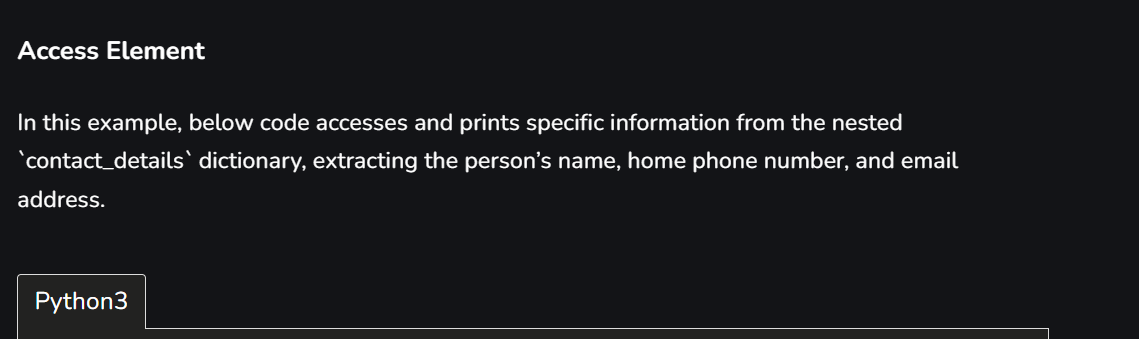 Access Element
In this example, below code accesses and prints specific information from the nested
`contact_details` dictionary, extracting the person’s name, home phone number, and email
address.
Python3